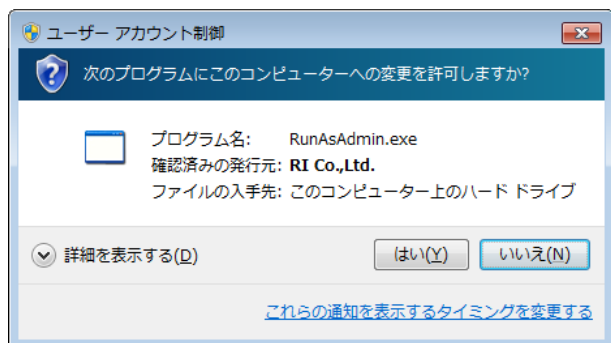 ユーザー アカウント制御
次のプログラムにこのコンピューターへの変更を許可しますか?
プログラム名: RunAsAdmin.exe
確認済みの発行元: RI Co.,Ltd.
ファイルの入手先: このコンピューター上のハード ドライブ
詳細を表示する(D) はい(Y) いいえ(N)
これらの通知を表示するタイミングを変更する